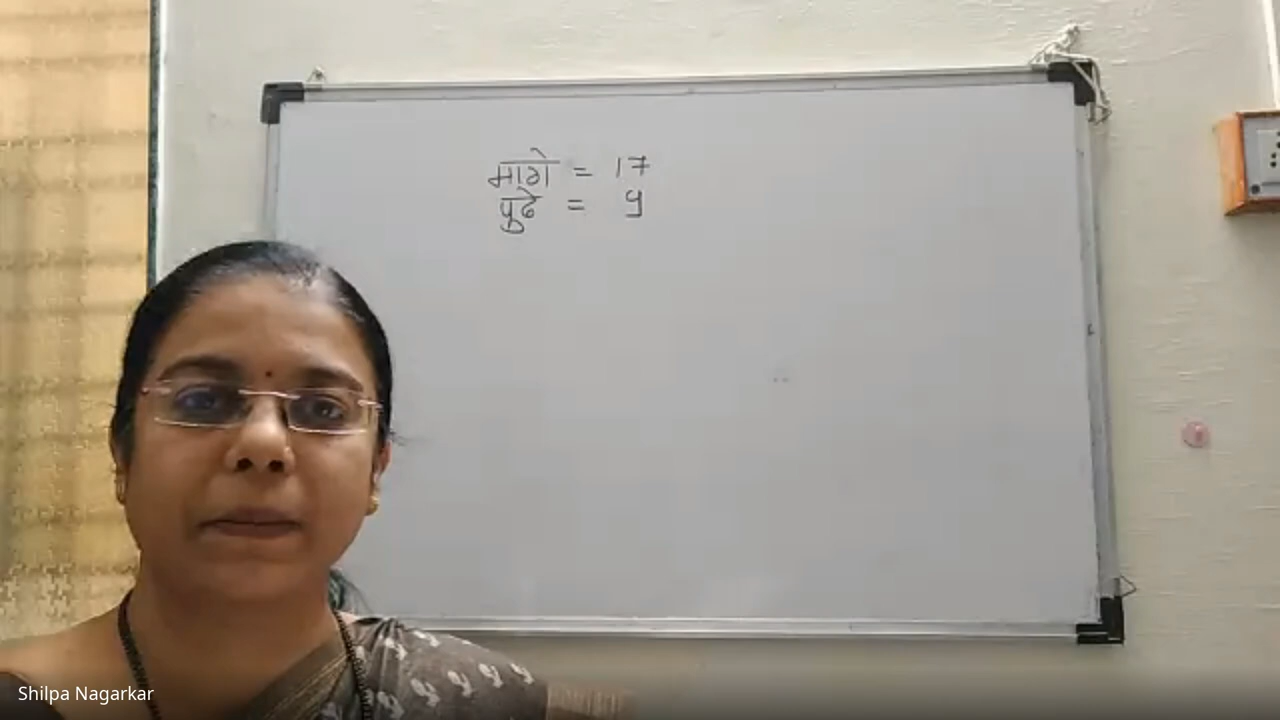 मागे = 17
पुढे = 9
Shilpa Nagarkar